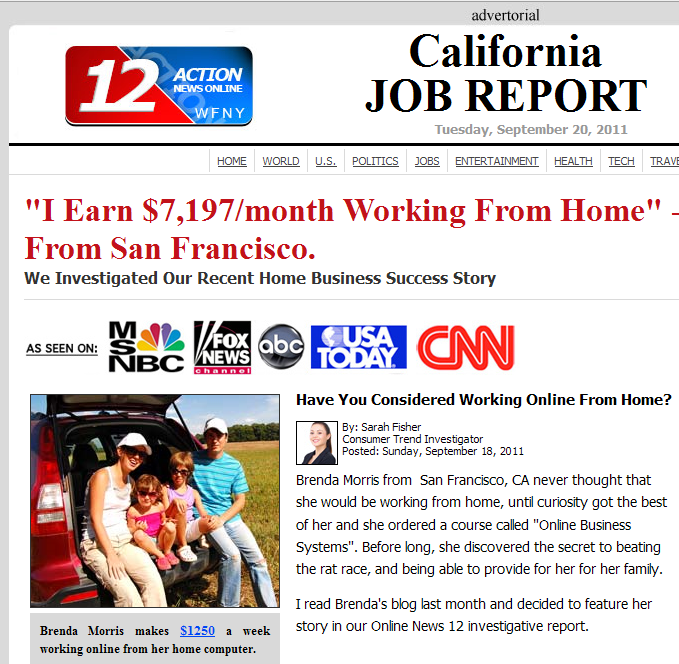 advertorial
12 ACTION
NEWS ONLINE
WFNY
California
JOB REPORT
Tuesday, September 20, 2011
HOME WORLD U.S. POLITICS JOBS ENTERTAINMENT HEALTH TECH TRAVE
"I Earn $7,197/month Working From Home" -
From San Francisco.
We Investigated Our Recent Home Business Success Story
AS SEEN ON:
MSNBC
FOX
NEWS
channel
abc
USA
TODAY
CNN
Have You Considered Working Online From Home?
By: Sarah Fisher
Consumer Trend Investigator
Posted: Sunday, September 18, 2011
Brenda Morris from San Francisco, CA never thought that
she would be working from home, until curiosity got the best
of her and she ordered a course called "Online Business
Systems". Before long, she discovered the secret to beating
the rat race, and being able to provide for her for her family.
I read Brenda's blog last month and decided to feature her
story in our Online News 12 investigative report.
Brenda Morris makes $1250 a week
working online from her home computer.